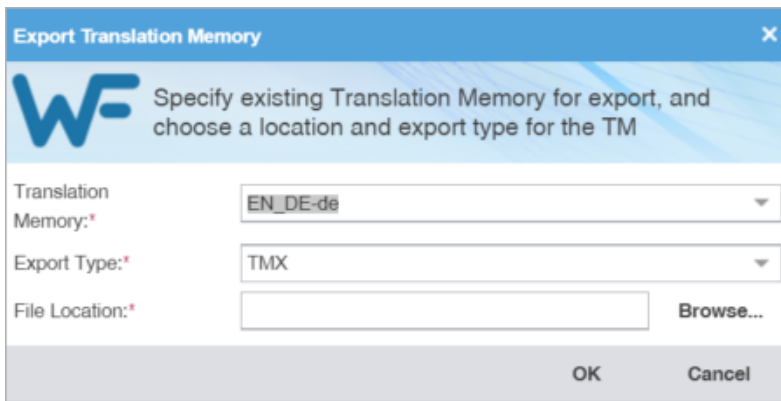 Export Translation Memory ×
WF Specify existing Translation Memory for export, and
choose a location and export type for the TM
Translation
Memory:* EN_DE-de
Export Type:* TMX
File Location:* Browse...
OK Cancel